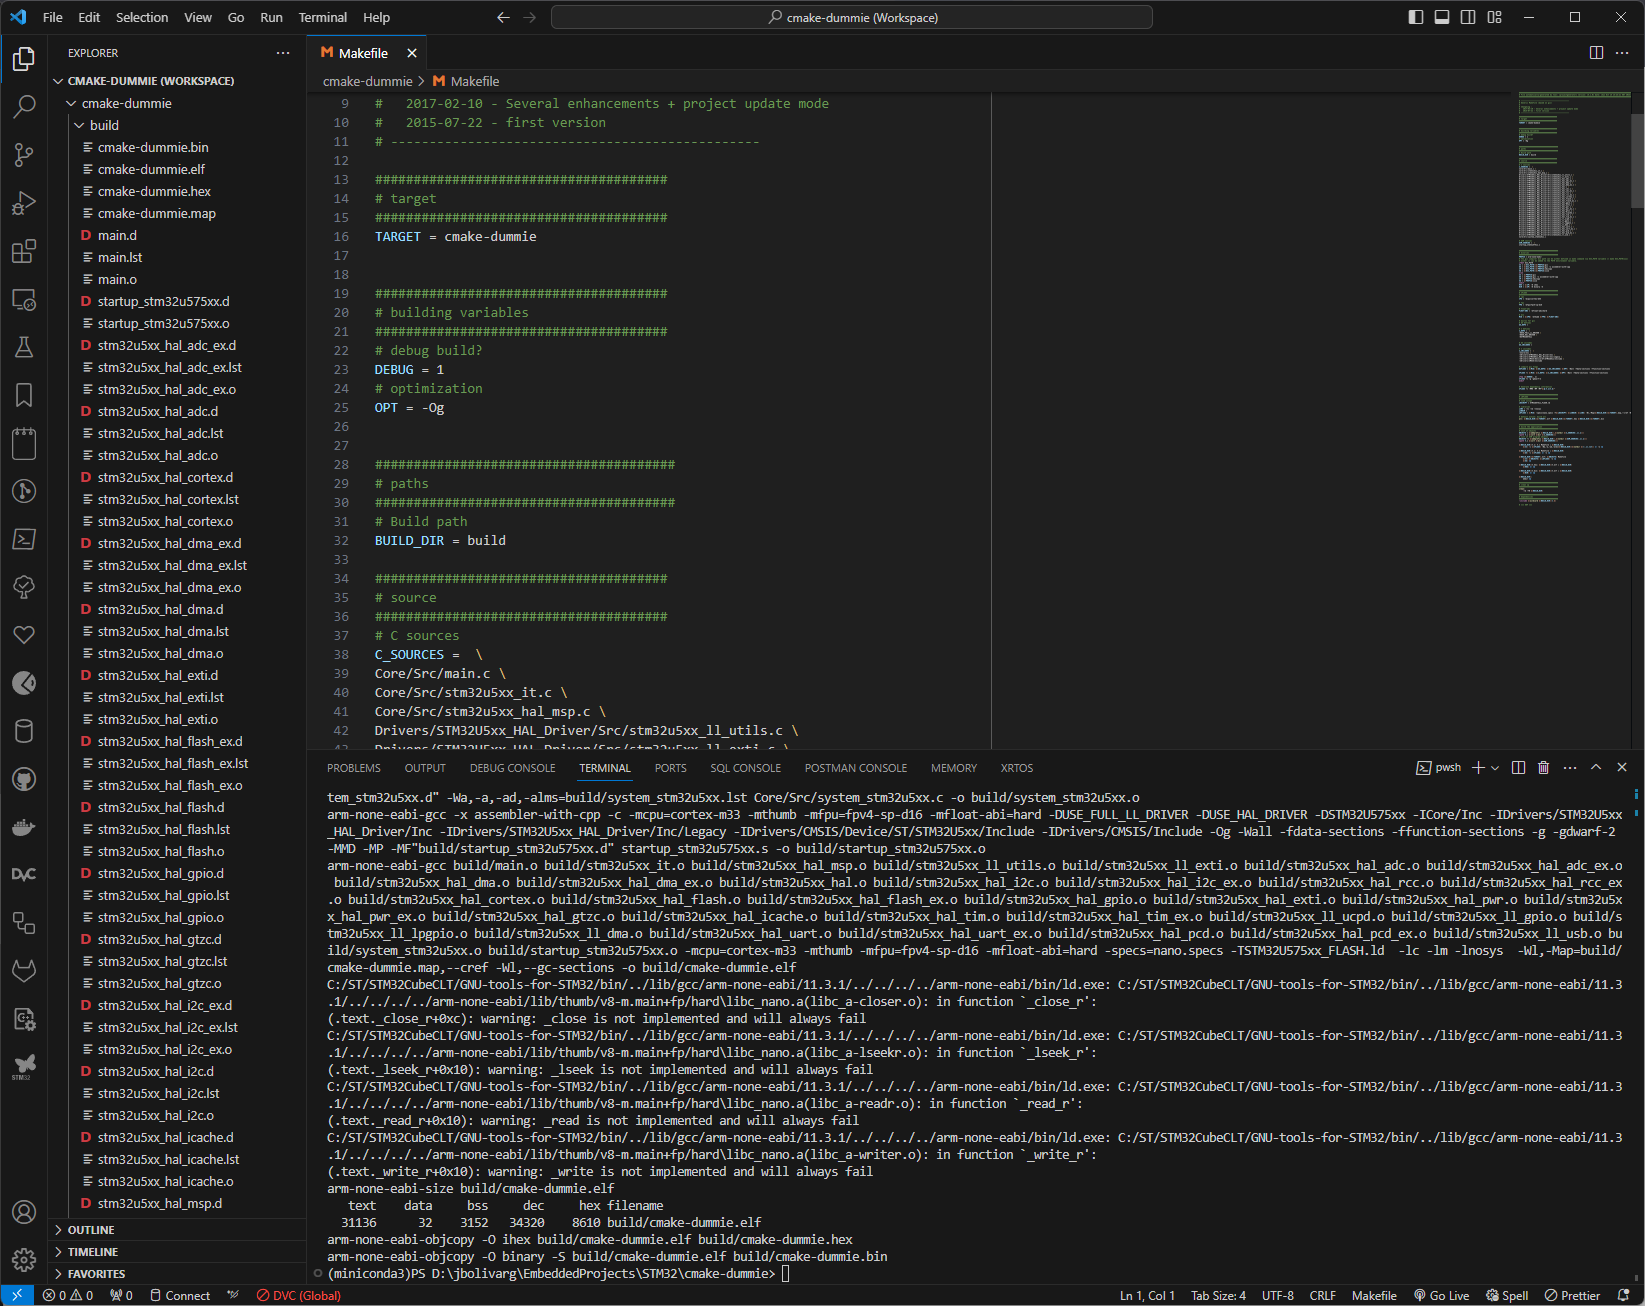 File Edit Selection View Go Run Terminal Help
cmake-dummie (Workspace)
EXPLORER
CMAKE-DUMMIE (WORKSPACE)
cmake-dummie
build
cmake-dummie.bin
cmake-dummie.elf
cmake-dummie.hex
cmake-dummie.map
D main.d
main.lst
main.o
D startup_stm32u575xx.d
startup_stm32u575xx.o
D stm32u5xx_hal_adc_ex.d
stm32u5xx_hal_adc_ex.lst
stm32u5xx_hal_adc_ex.o
D stm32u5xx_hal_adc.d
stm32u5xx_hal_adc.lst
stm32u5xx_hal_adc.o
D stm32u5xx_hal_cortex.d
stm32u5xx_hal_cortex.lst
stm32u5xx_hal_cortex.o
D stm32u5xx_hal_dma_ex.d
stm32u5xx_hal_dma_ex.lst
stm32u5xx_hal_dma_ex.o
D stm32u5xx_hal_dma.d
stm32u5xx_hal_dma.lst
stm32u5xx_hal_dma.o
D stm32u5xx_hal_exti.d
stm32u5xx_hal_exti.lst
stm32u5xx_hal_exti.o
D stm32u5xx_hal_flash_ex.d
stm32u5xx_hal_flash_ex.lst
stm32u5xx_hal_flash_ex.o
D stm32u5xx_hal_flash.d
stm32u5xx_hal_flash.lst
stm32u5xx_hal_flash.o
D stm32u5xx_hal_gpio.d
stm32u5xx_hal_gpio.lst
stm32u5xx_hal_gpio.o
D stm32u5xx_hal_gtzc.d
stm32u5xx_hal_gtzc.lst
stm32u5xx_hal_gtzc.o
D stm32u5xx_hal_i2c_ex.d
stm32u5xx_hal_i2c_ex.lst
stm32u5xx_hal_i2c_ex.o
D stm32u5xx_hal_i2c.d
stm32u5xx_hal_i2c.lst
stm32u5xx_hal_i2c.o
D stm32u5xx_hal_icache.d
stm32u5xx_hal_icache.lst
stm32u5xx_hal_icache.o
D stm32u5xx_hal_msp.d
OUTLINE
TIMELINE
FAVORITES
DVC
STM32
M Makefile
cmake-dummie > M Makefile
9 #   2017-02-10 - Several enhancements + project update mode
10 #   2015-07-22 - first version
11 # ------------------------------------------------
12
13 ######################################
14 # target
15 ######################################
16 TARGET = cmake-dummie
17
18
19 ######################################
20 # building variables
21 ######################################
22 # debug build?
23 DEBUG = 1
24 # optimization
25 OPT = -Og
26
27
28 #######################################
29 # paths
30 #######################################
31 # Build path
32 BUILD_DIR = build
33
34 ######################################
35 # source
36 ######################################
37 # C sources
38 C_SOURCES =  \
39 Core/Src/main.c \
40 Core/Src/stm32u5xx_it.c \
41 Core/Src/stm32u5xx_hal_msp.c \
42 Drivers/STM32U5xx_HAL_Driver/Src/stm32u5xx_ll_utils.c \
43 Drivers/STM32U5xx_HAL_Driver/Src/stm32u5xx_ll_exti.c \
PROBLEMS OUTPUT DEBUG CONSOLE TERMINAL PORTS SQL CONSOLE POSTMAN CONSOLE MEMORY XRTOS
pwsh
tem_stm32u5xx.d" -Wa,-a,-ad,-alms=build/system_stm32u5xx.lst Core/Src/system_stm32u5xx.c -o build/system_stm32u5xx.o
arm-none-eabi-gcc -x assembler-with-cpp -c -mcpu=cortex-m33 -mthumb -mfpu=fpv4-sp-d16 -mfloat-abi=hard -DUSE_FULL_LL_DRIVER -DUSE_HAL_DRIVER -DSTM32U575xx -ICore/Inc -IDrivers/STM32U5xx
_HAL_Driver/Inc -IDrivers/STM32U5xx_HAL_Driver/Inc/Legacy -IDrivers/CMSIS/Device/ST/STM32U5xx/Include -IDrivers/CMSIS/Include -Og -Wall -fdata-sections -ffunction-sections -g -gdwarf-2
-MMD -MP -MF"build/startup_stm32u575xx.d" startup_stm32u575xx.s -o build/startup_stm32u575xx.o
arm-none-eabi-gcc build/main.o build/stm32u5xx_it.o build/stm32u5xx_hal_msp.o build/stm32u5xx_ll_utils.o build/stm32u5xx_ll_exti.o build/stm32u5xx_hal_adc.o build/stm32u5xx_hal_adc_ex.o
build/stm32u5xx_hal_dma.o build/stm32u5xx_hal_dma_ex.o build/stm32u5xx_hal.o build/stm32u5xx_hal_i2c.o build/stm32u5xx_hal_i2c_ex.o build/stm32u5xx_hal_rcc.o build/stm32u5xx_hal_rcc_ex
.o build/stm32u5xx_hal_cortex.o build/stm32u5xx_hal_flash.o build/stm32u5xx_hal_flash_ex.o build/stm32u5xx_hal_gpio.o build/stm32u5xx_hal_exti.o build/stm32u5xx_hal_pwr.o build/stm32u5x
x_hal_pwr_ex.o build/stm32u5xx_hal_gtzc.o build/stm32u5xx_hal_icache.o build/stm32u5xx_hal_tim.o build/stm32u5xx_hal_tim_ex.o build/stm32u5xx_ll_ucpd.o build/stm32u5xx_ll_gpio.o build/s
tm32u5xx_ll_lpgpio.o build/stm32u5xx_ll_dma.o build/stm32u5xx_hal_uart.o build/stm32u5xx_hal_uart_ex.o build/stm32u5xx_hal_pcd.o build/stm32u5xx_hal_pcd_ex.o build/stm32u5xx_ll_usb.o bu
ild/system_stm32u5xx.o build/startup_stm32u575xx.o -mcpu=cortex-m33 -mthumb -mfpu=fpv4-sp-d16 -mfloat-abi=hard -specs=nano.specs -TSTM32U575xx_FLASH.ld  -lc -lm -lnosys  -Wl,-Map=build/
cmake-dummie.map,--cref -Wl,--gc-sections -o build/cmake-dummie.elf
C:/ST/STM32CubeCLT/GNU-tools-for-STM32/bin/../lib/gcc/arm-none-eabi/11.3.1/../../../../arm-none-eabi/bin/ld.exe: C:/ST/STM32CubeCLT/GNU-tools-for-STM32/bin/../lib/gcc/arm-none-eabi/11.3
.1/../../../../arm-none-eabi/lib/thumb/v8-m.main+fp/hard\libc_nano.a(libc_a-closer.o): in function `_close_r':
(.text._close_r+0xc): warning: _close is not implemented and will always fail
C:/ST/STM32CubeCLT/GNU-tools-for-STM32/bin/../lib/gcc/arm-none-eabi/11.3.1/../../../../arm-none-eabi/bin/ld.exe: C:/ST/STM32CubeCLT/GNU-tools-for-STM32/bin/../lib/gcc/arm-none-eabi/11.3
.1/../../../../arm-none-eabi/lib/thumb/v8-m.main+fp/hard\libc_nano.a(libc_a-lseekr.o): in function `_lseek_r':
(.text._lseek_r+0x10): warning: _lseek is not implemented and will always fail
C:/ST/STM32CubeCLT/GNU-tools-for-STM32/bin/../lib/gcc/arm-none-eabi/11.3.1/../../../../arm-none-eabi/bin/ld.exe: C:/ST/STM32CubeCLT/GNU-tools-for-STM32/bin/../lib/gcc/arm-none-eabi/11.3
.1/../../../../arm-none-eabi/lib/thumb/v8-m.main+fp/hard\libc_nano.a(libc_a-readr.o): in function `_read_r':
(.text._read_r+0x10): warning: _read is not implemented and will always fail
C:/ST/STM32CubeCLT/GNU-tools-for-STM32/bin/../lib/gcc/arm-none-eabi/11.3.1/../../../../arm-none-eabi/bin/ld.exe: C:/ST/STM32CubeCLT/GNU-tools-for-STM32/bin/../lib/gcc/arm-none-eabi/11.3
.1/../../../../arm-none-eabi/lib/thumb/v8-m.main+fp/hard\libc_nano.a(libc_a-writer.o): in function `_write_r':
(.text._write_r+0x10): warning: _write is not implemented and will always fail
arm-none-eabi-size build/cmake-dummie.elf
   text    data     bss     dec     hex filename
  31136      32    3152   34320    8610 build/cmake-dummie.elf
arm-none-eabi-objcopy -O ihex build/cmake-dummie.elf build/cmake-dummie.hex
arm-none-eabi-objcopy -O binary -S build/cmake-dummie.elf build/cmake-dummie.bin
(miniconda3)PS D:\jbolivarg\EmbeddedProjects\STM32\cmake-dummie>
0 0 0 Connect DVC (Global) Ln 1, Col 1 Tab Size: 4 UTF-8 CRLF Makefile Go Live Spell Prettier